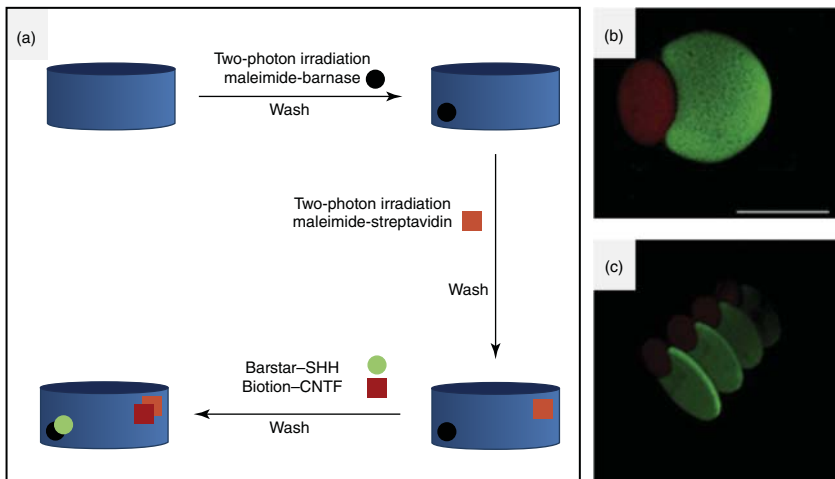 (a)
Two-photon irradiation
maleimide-barnase
Wash
Two-photon irradiation
maleimide-streptavidin
Wash
Barstar–SHH
Biotion–CNTF
Wash
(b)
(c)